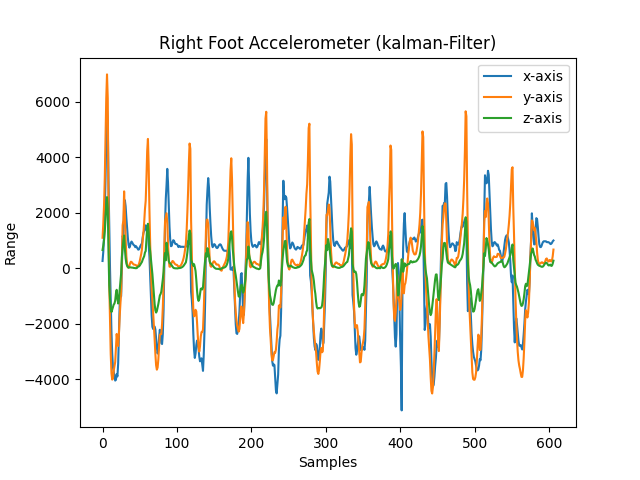 Right Foot Accelerometer (kalman-Filter)
x-axis
y-axis
z-axis
6000
4000
2000
0
−2000
−4000
Range
0
100
200
300
400
500
600
Samples